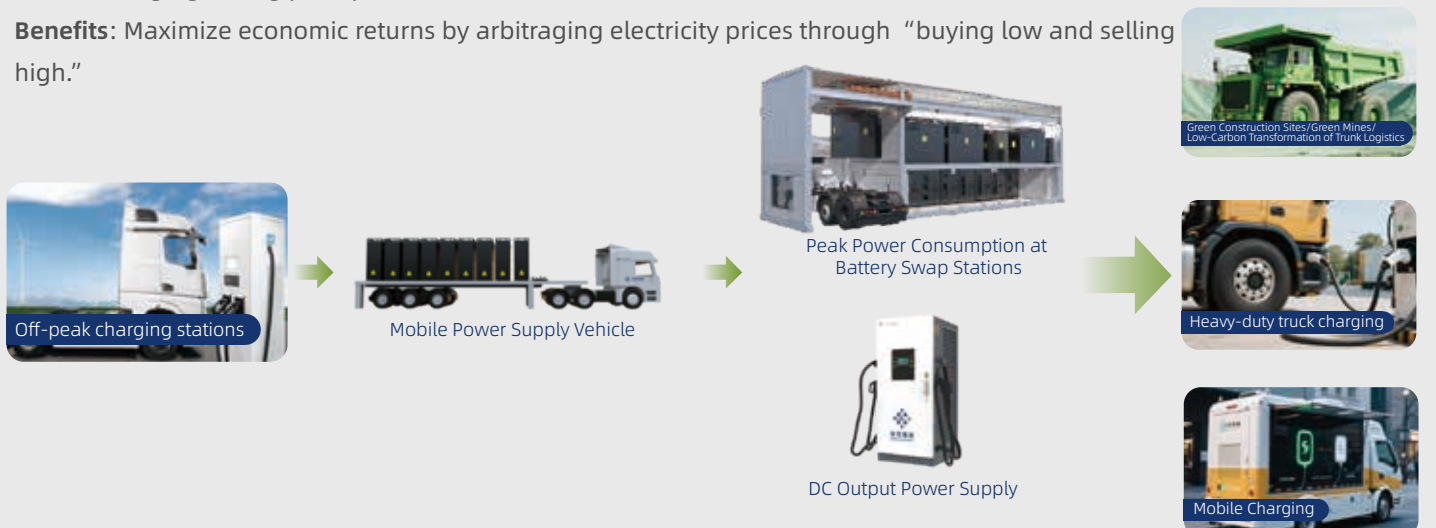 Benefits: Maximize economic returns by arbitraging electricity prices through “buying low and selling
high.”
Green Construction Sites/Green Mines/
Low-Carbon Transformation of Trunk Logistics
Off-peak charging stations
Mobile Power Supply Vehicle
Peak Power Consumption at
Battery Swap Stations
Heavy-duty truck charging
DC Output Power Supply
Mobile Charging